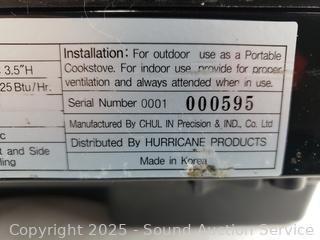 3.5"H
25 Btu/Hr.
c
t and Side
ling
Installation: For outdoor use as a Portable
Cookstove. For indoor use, provide for proper
ventilation and always attended when in use.
Serial Number 0001 000595
Manufactured By CHUL IN Precision & IND., Co Ltd
Distributed By HURRICANE PRODUCTS
Made in Korea
Copyright 2025 - Sound Auction Service